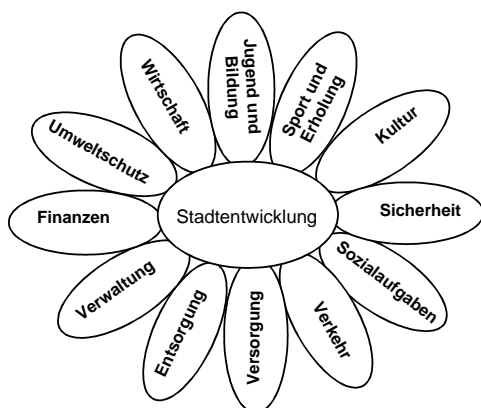 Jugend und
Bildung
Sport und
Erholung
Kultur
Sicherheit
Sozialaufgaben
Verkehr
Versorgung
Entsorgung
Verwaltung
Finanzen
Umweltschutz
Wirtschaft
Stadtentwicklung